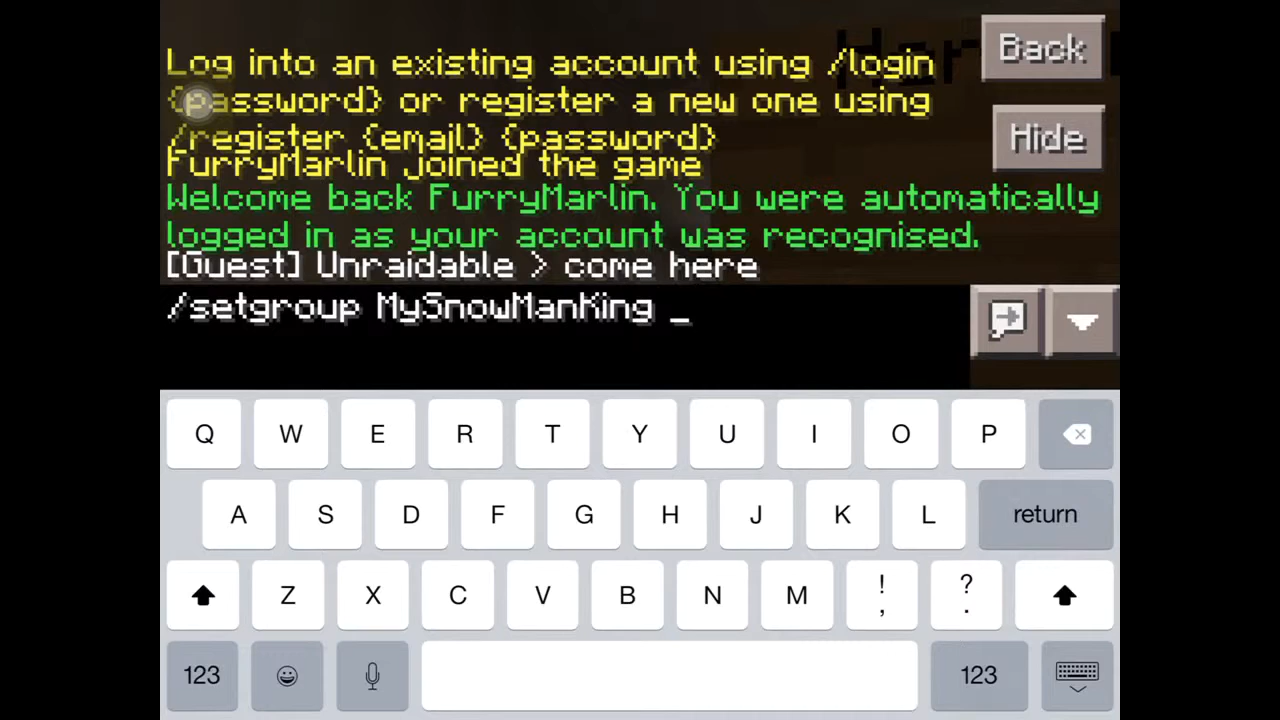 Log into an existing account using /login
{password} or register a new one using
/register {email} {password}
FurryMarlin joined the game
Welcome back FurryMarlin. You were automatically
logged in as your account was recognised.
[Guest] Unraidable > come here
/setgroup MySnowManKing _
Back
Hide
Q W E R T Y U I O P
A S D F G H J K L return
Z X C V B N M ! , ? .
123 123